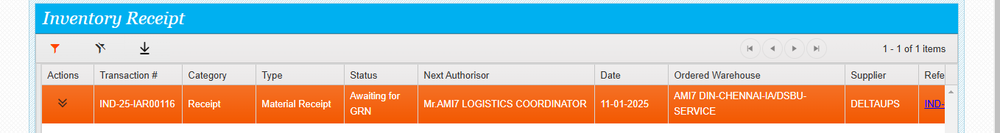 Inventory Receipt
1 - 1 of 1 items
Actions Transaction # Category Type Status Next Authorisor Date Ordered Warehouse Supplier Refe
IND-25-IAR00116 Receipt Material Receipt Awaiting for GRN Mr.AMI7 LOGISTICS COORDINATOR 11-01-2025 AMI7 DIN-CHENNAI-IA/DSBU-SERVICE DELTAUPS IND-